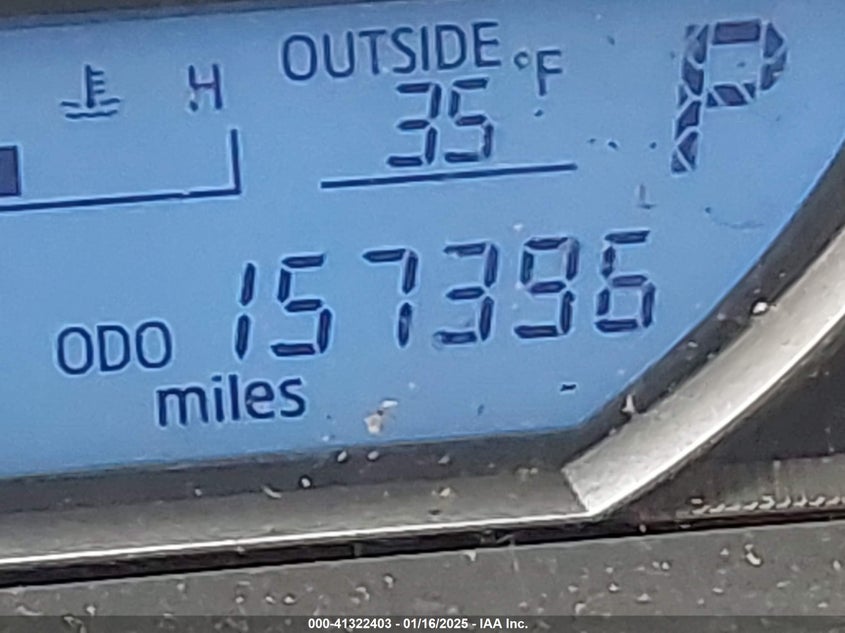 OUTSIDE °F
H
35
P
ODO 157396
miles
000-41322403 - 01/16/2025 - IAA Inc.